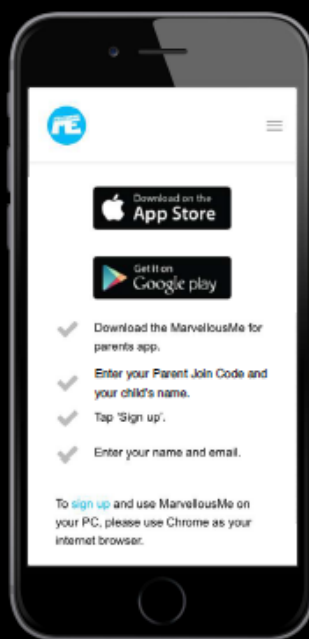 Download on the
App Store
Get it on
Google play
Download the MarvellousMe for
parents app.
Enter your Parent Join Code and
your child's name.
Tap 'Sign up'.
Enter your name and email.
To sign up and use MarvellousMe on
your PC, please use Chrome as your
internet browser.